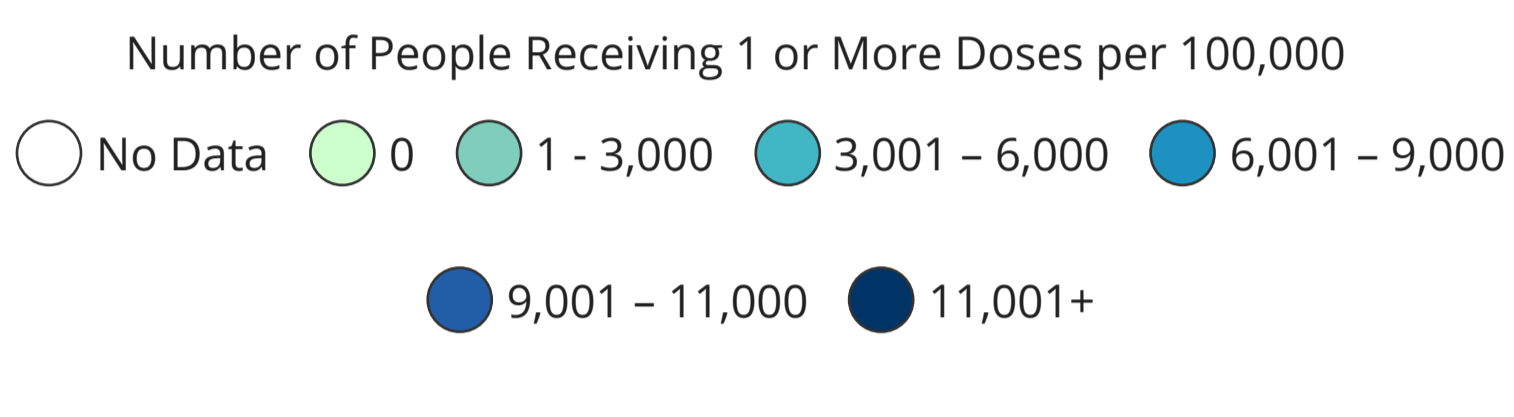 Number of People Receiving 1 or More Doses per 100,000
No Data 0 1 - 3,000 3,001 – 6,000 6,001 – 9,000
9,001 – 11,000 11,001+